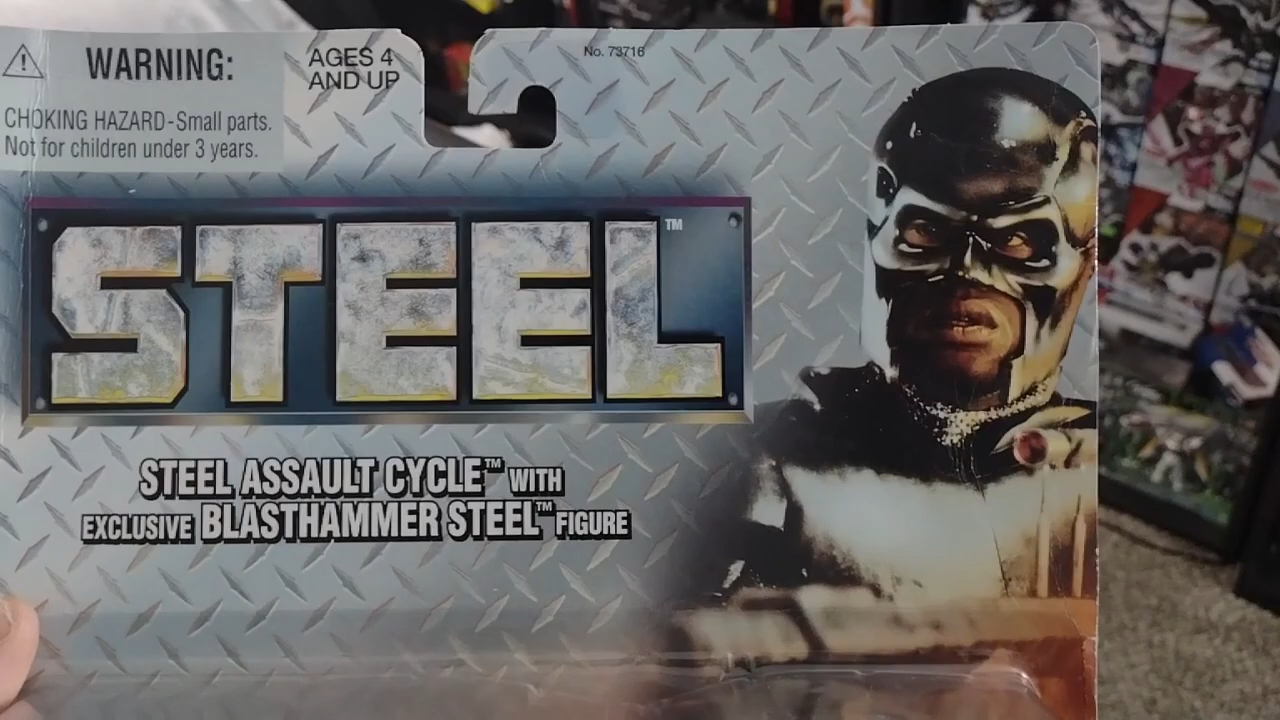 WARNING:
CHOKING HAZARD-Small parts.
Not for children under 3 years.
AGES 4
AND UP
No. 73716
STEEL™
STEEL ASSAULT CYCLE™ WITH
EXCLUSIVE BLASTHAMMER STEEL™ FIGURE